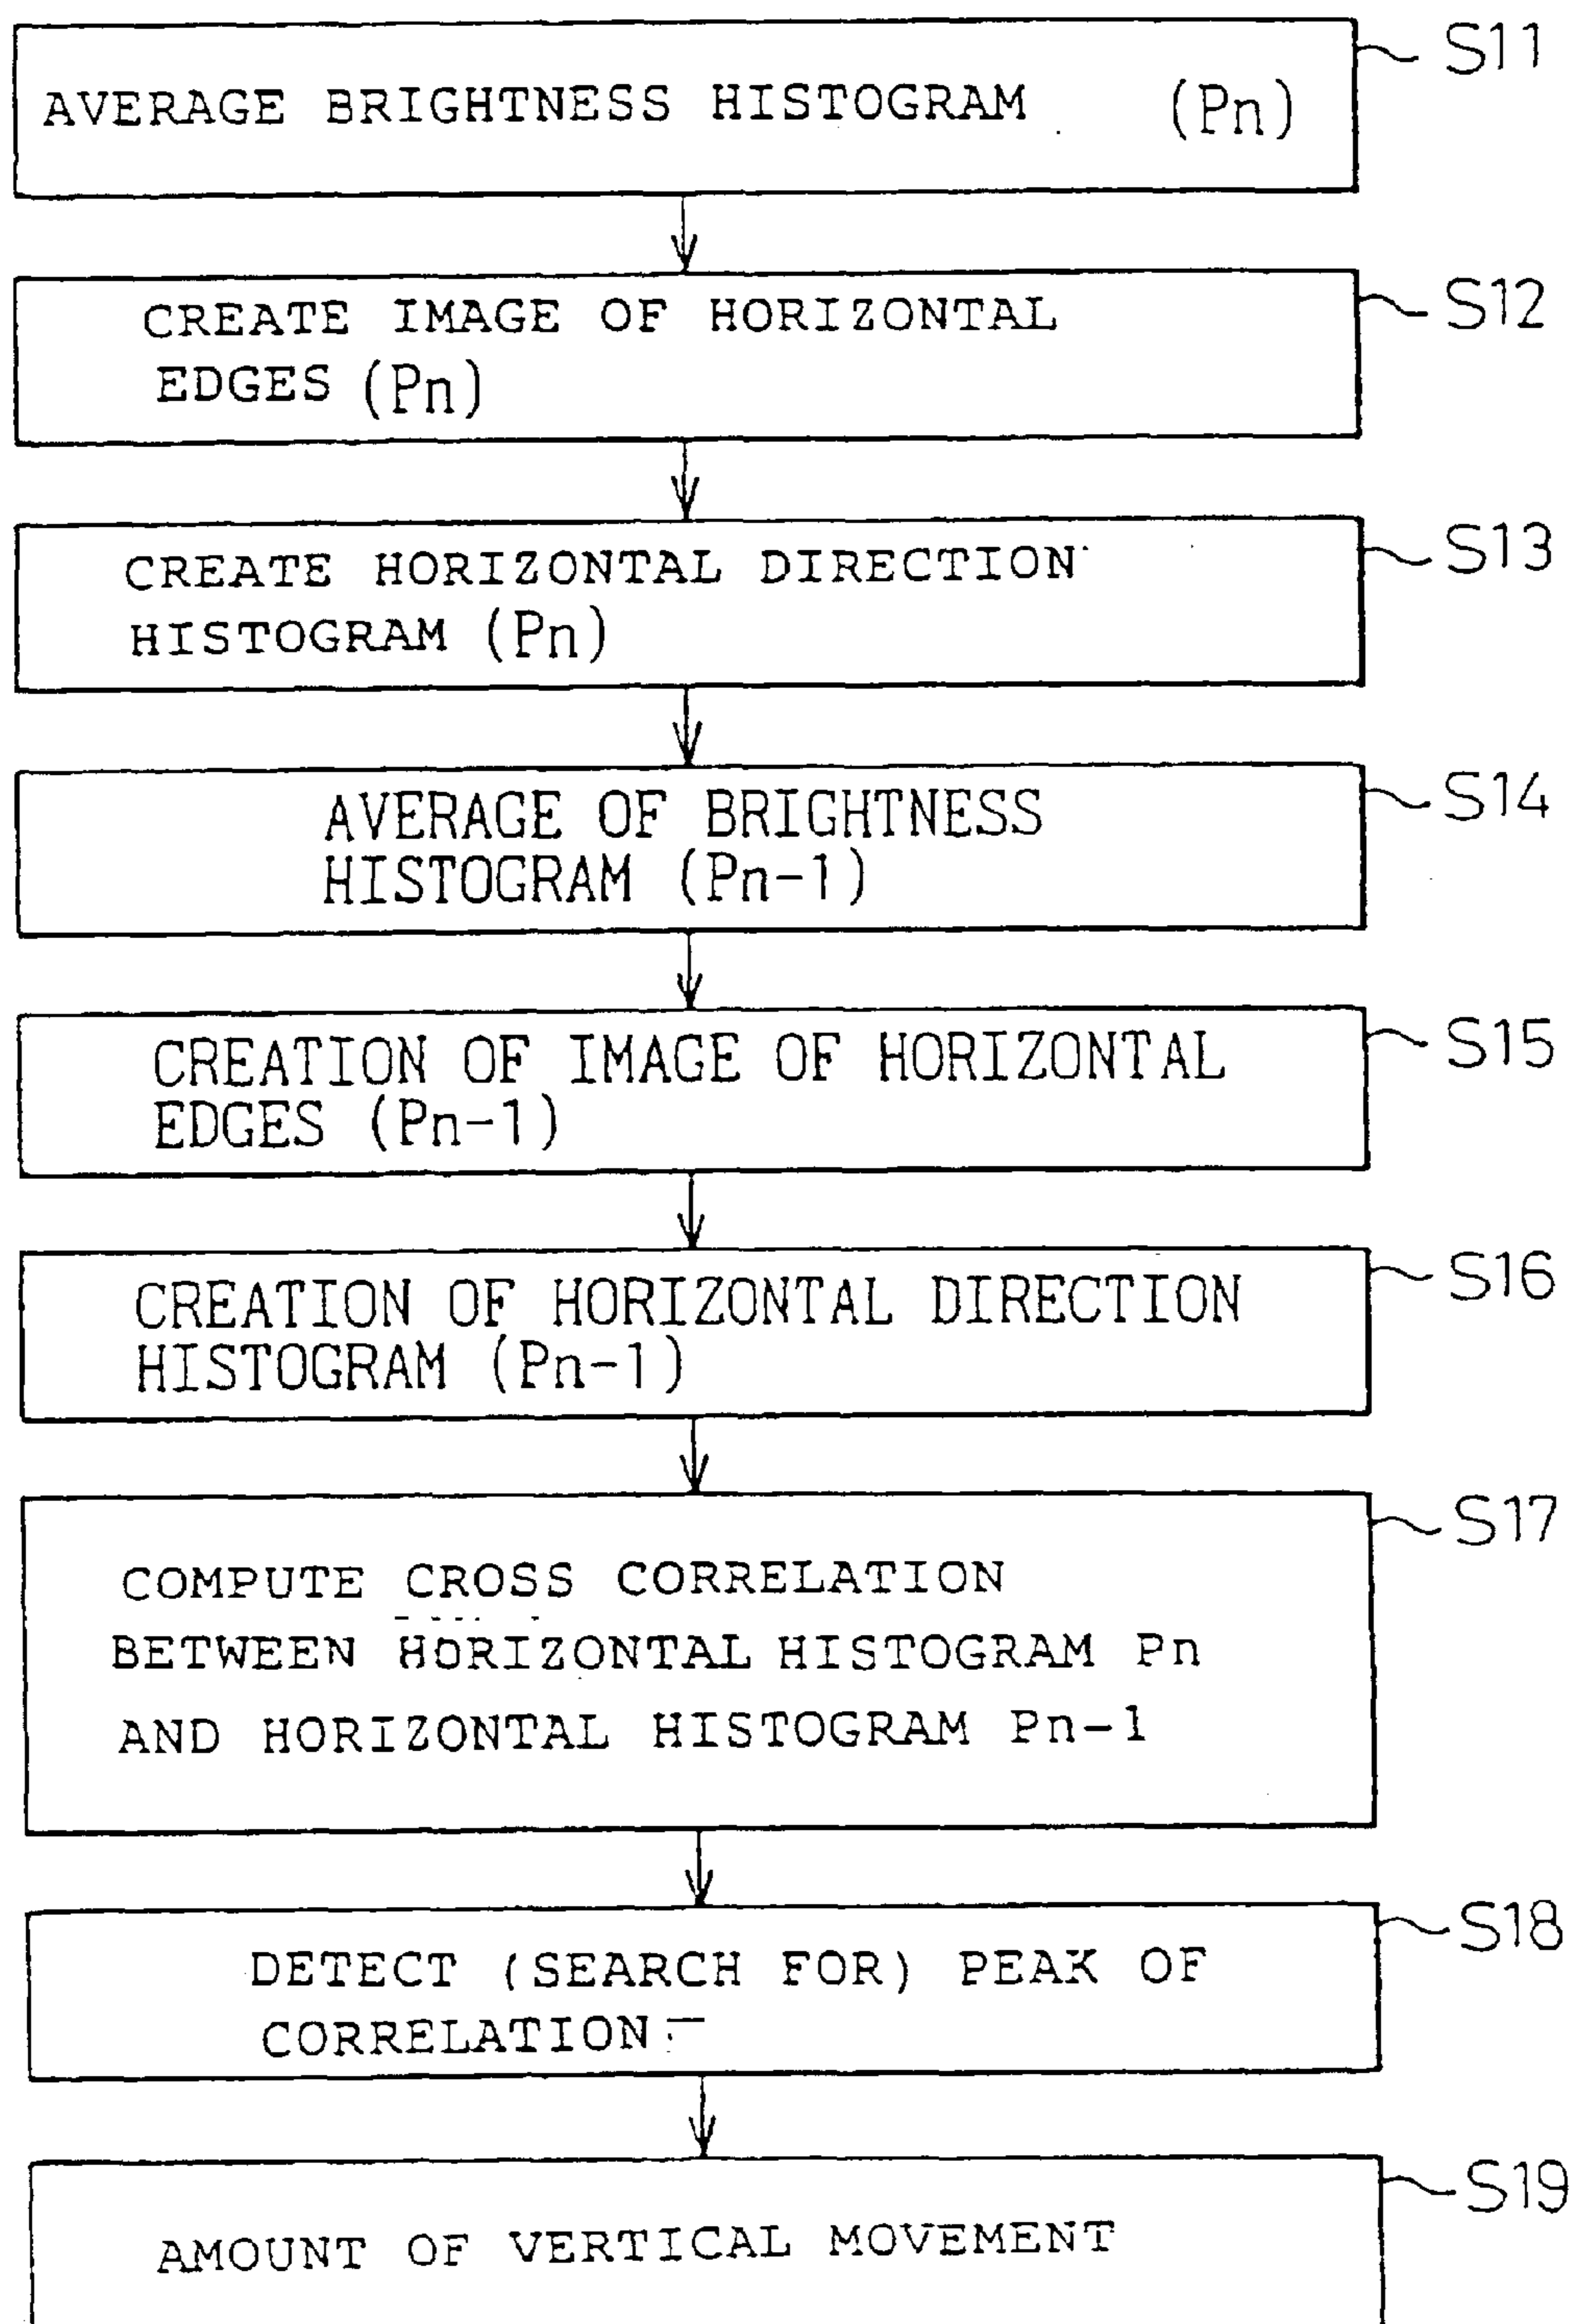 S11
AVERAGE BRIGHTNESS HISTOGRAM (Pn)
S12
CREATE IMAGE OF HORIZONTAL
EDGES (Pn)
S13
CREATE HORIZONTAL DIRECTION
HISTOGRAM (Pn)
S14
AVERAGE OF BRIGHTNESS
HISTOGRAM (Pn-1)
S15
CREATION OF IMAGE OF HORIZONTAL
EDGES (Pn-1)
S16
CREATION OF HORIZONTAL DIRECTION
HISTOGRAM (Pn-1)
S17
COMPUTE CROSS CORRELATION
BETWEEN HORIZONTAL HISTOGRAM Pn
AND HORIZONTAL HISTOGRAM Pn-1
S18
DETECT (SEARCH FOR) PEAK OF
CORRELATION
S19
AMOUNT OF VERTICAL MOVEMENT